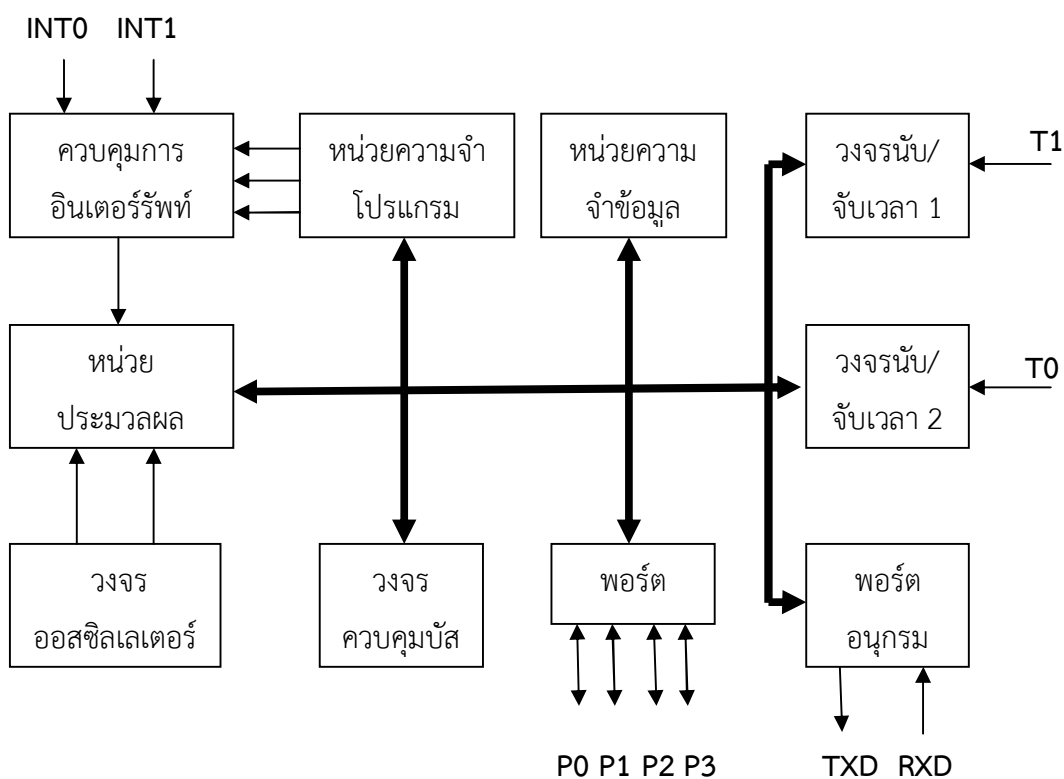 INT0 INT1
ควบคุมการ
อินเตอร์รัพท์
หน่วยความจำ
โปรแกรม
หน่วยความ
จำข้อมูล
วงจรนับ/
จับเวลา 1
T1
หน่วย
ประมวลผล
วงจรนับ/
จับเวลา 2
T0
วงจร
ออสซิลเลเตอร์
วงจร
ควบคุมบัส
พอร์ต
พอร์ต
อนุกรม
P0 P1 P2 P3
TXD RXD